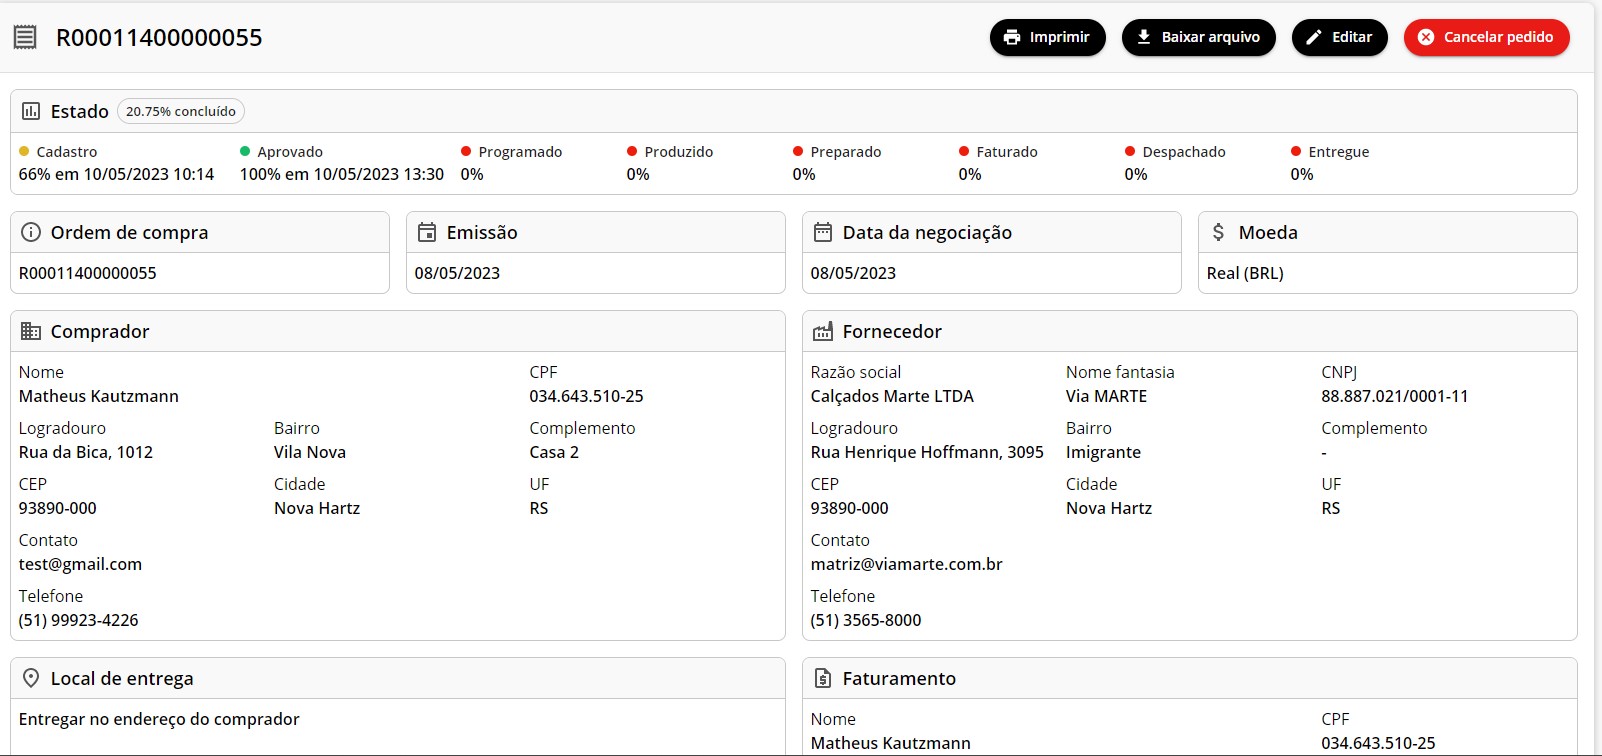 R00011400000055
Imprimir
Baixar arquivo
Editar
Cancelar pedido
Estado
20.75% concluído
Cadastro
66% em 10/05/2023 10:14
Aprovado
100% em 10/05/2023 13:30
Programado
0%
Produzido
0%
Preparado
0%
Faturado
0%
Despachado
0%
Entregue
0%
Ordem de compra
R00011400000055
Emissão
08/05/2023
Data da negociação
08/05/2023
Moeda
Real (BRL)
Comprador
Nome
Matheus Kautzmann
CPF
034.643.510-25
Logradouro
Rua da Bica, 1012
Bairro
Vila Nova
Complemento
Casa 2
CEP
93890-000
Cidade
Nova Hartz
UF
RS
Contato
test@gmail.com
Telefone
(51) 99923-4226
Fornecedor
Razão social
Calçados Marte LTDA
Nome fantasia
Via MARTE
CNPJ
88.887.021/0001-11
Logradouro
Rua Henrique Hoffmann, 3095
Bairro
Imigrante
Complemento
-
CEP
93890-000
Cidade
Nova Hartz
UF
RS
Contato
matriz@viamarte.com.br
Telefone
(51) 3565-8000
Local de entrega
Entregar no endereço do comprador
Faturamento
Nome
Matheus Kautzmann
CPF
034.643.510-25